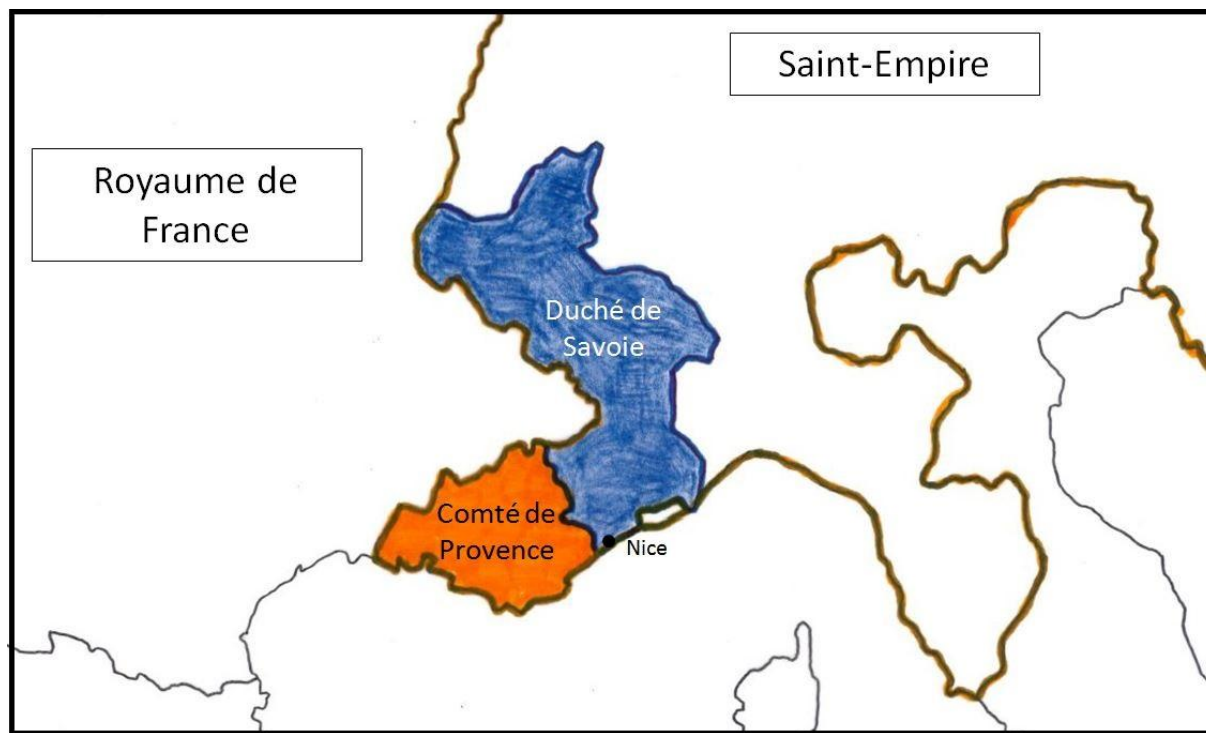 Saint-Empire
Royaume de
France
Duché de
Savoie
Comté de
Provence
Nice